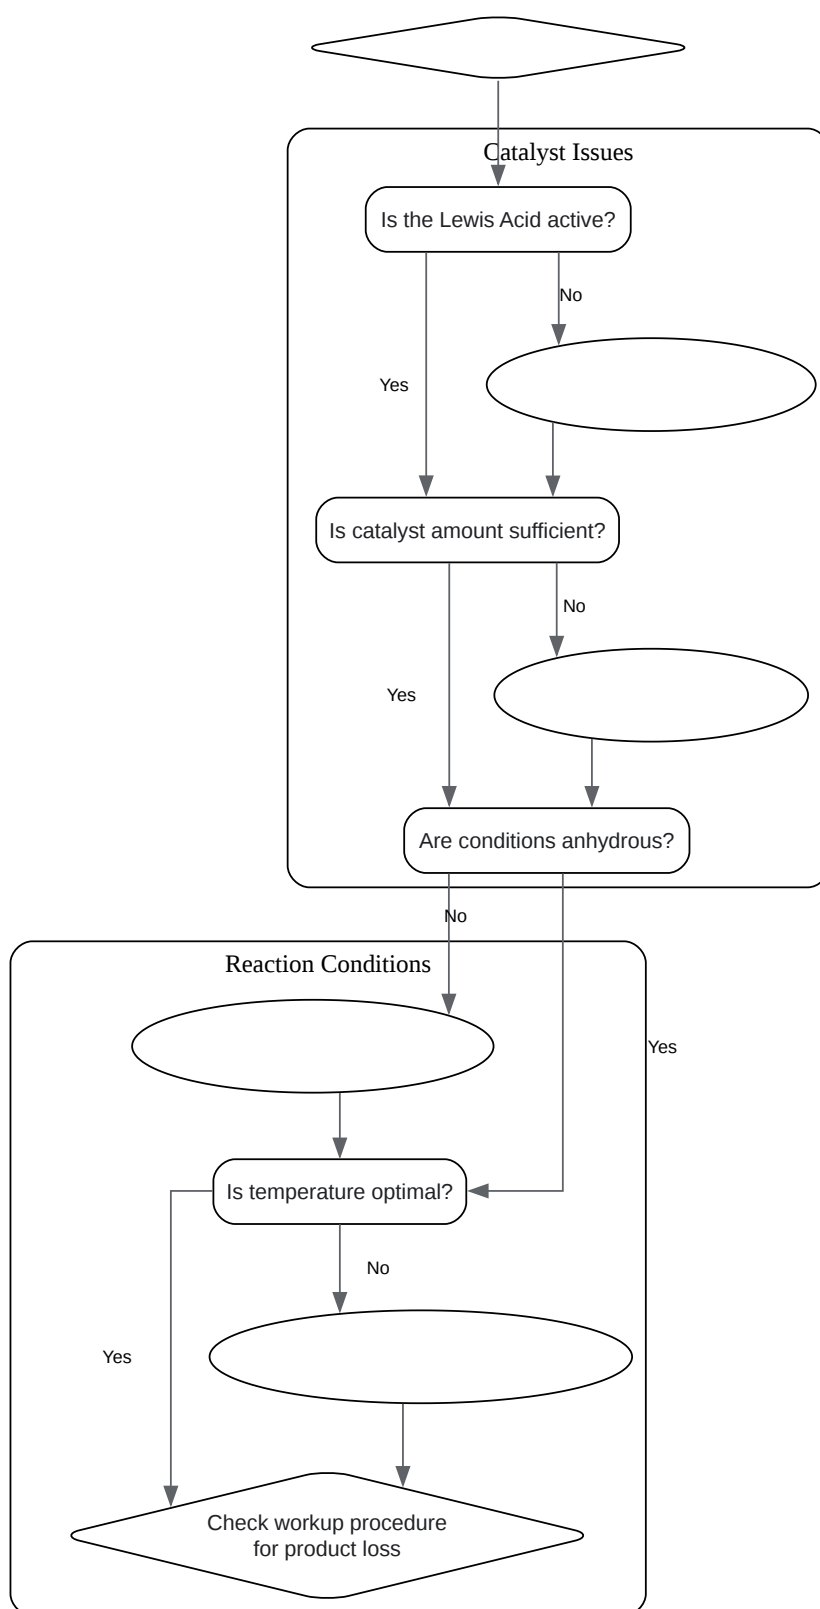 Catalyst Issues
Is the Lewis Acid active?
No
Yes
Is catalyst amount sufficient?
No
Yes
Are conditions anhydrous?
No
Reaction Conditions
Yes
Is temperature optimal?
No
Yes
Check workup procedure
for product loss